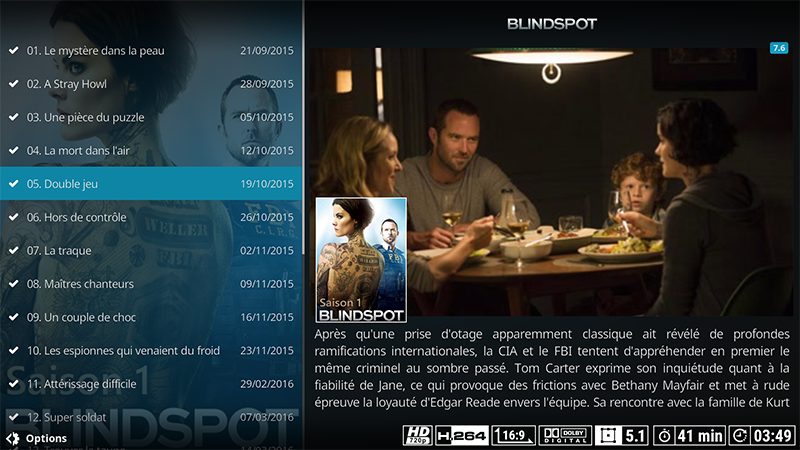 BLINDSPOT
7.6
01. Le mystère dans la peau 21/09/2015
02. A Stray Howl 28/09/2015
03. Une pièce du puzzle 05/10/2015
04. La mort dans l'air 12/10/2015
05. Double jeu 19/10/2015
06. Hors de contrôle 26/10/2015
07. La traque 02/11/2015
08. Maîtres chanteurs 09/11/2015
09. Un couple de choc 16/11/2015
10. Les espionnes qui venaient du froid 23/11/2015
11. Attérissage difficile 29/02/2016
12. Super soldat 07/03/2016
WELLER
FBI
Saison 1
BLINDSPOT
Options
Saison 1
BLINDSPOT
Après qu'une prise d'otage apparemment classique ait révélé de profondes
ramifications internationales, la CIA et le FBI tentent d'appréhender en premier le
même criminel au sombre passé. Tom Carter exprime son inquiétude quant à la
fiabilité de Jane, ce qui provoque des frictions avec Bethany Mayfair et met à rude
épreuve la loyauté d'Edgar Reade envers l'équipe. Sa rencontre avec la famille de Kurt
HD 720p H.264 16:9 DOLBY DIGITAL 5.1 41 min 03:49